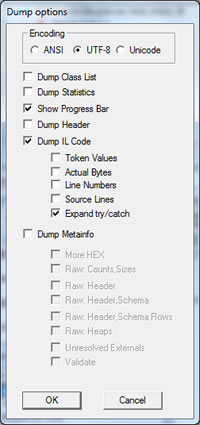 Dump options
Encoding
ANSI UTF-8 Unicode
Dump Class List
Dump Statistics
Show Progress Bar
Dump Header
Dump IL Code
Token Values
Actual Bytes
Line Numbers
Source Lines
Expand try/catch
Dump Metainfo
More HEX
Raw: Counts,Sizes
Raw: Header
Raw: Header,Schema
Raw: Header,Schema,Rows
Raw: Heaps
Unresolved Externals
Validate
OK Cancel